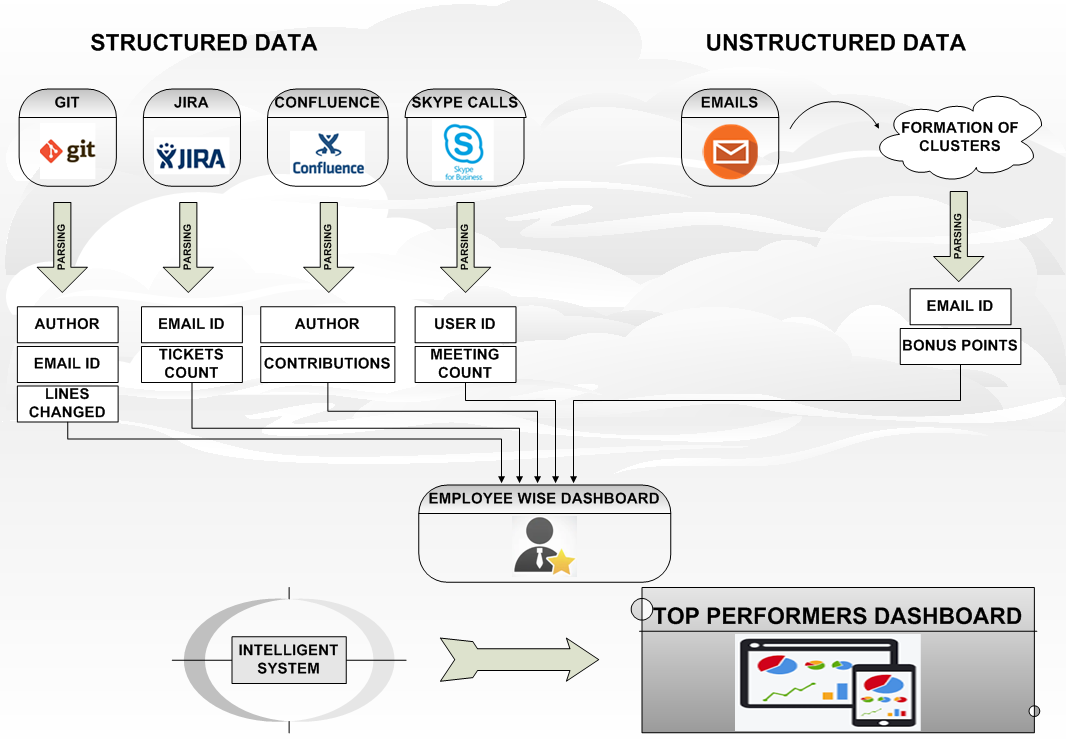 STRUCTURED DATA
UNSTRUCTURED DATA
GIT
JIRA
CONFLUENCE
SKYPE CALLS
EMAILS
git
JIRA
Confluence
Skype
for Business
FORMATION OF
CLUSTERS
PARSING
PARSING
PARSING
PARSING
PARSING
AUTHOR
EMAIL ID
LINES
CHANGED
EMAIL ID
TICKETS
COUNT
AUTHOR
CONTRIBUTIONS
USER ID
MEETING
COUNT
EMAIL ID
BONUS POINTS
EMPLOYEE WISE DASHBOARD
INTELLIGENT
SYSTEM
TOP PERFORMERS DASHBOARD